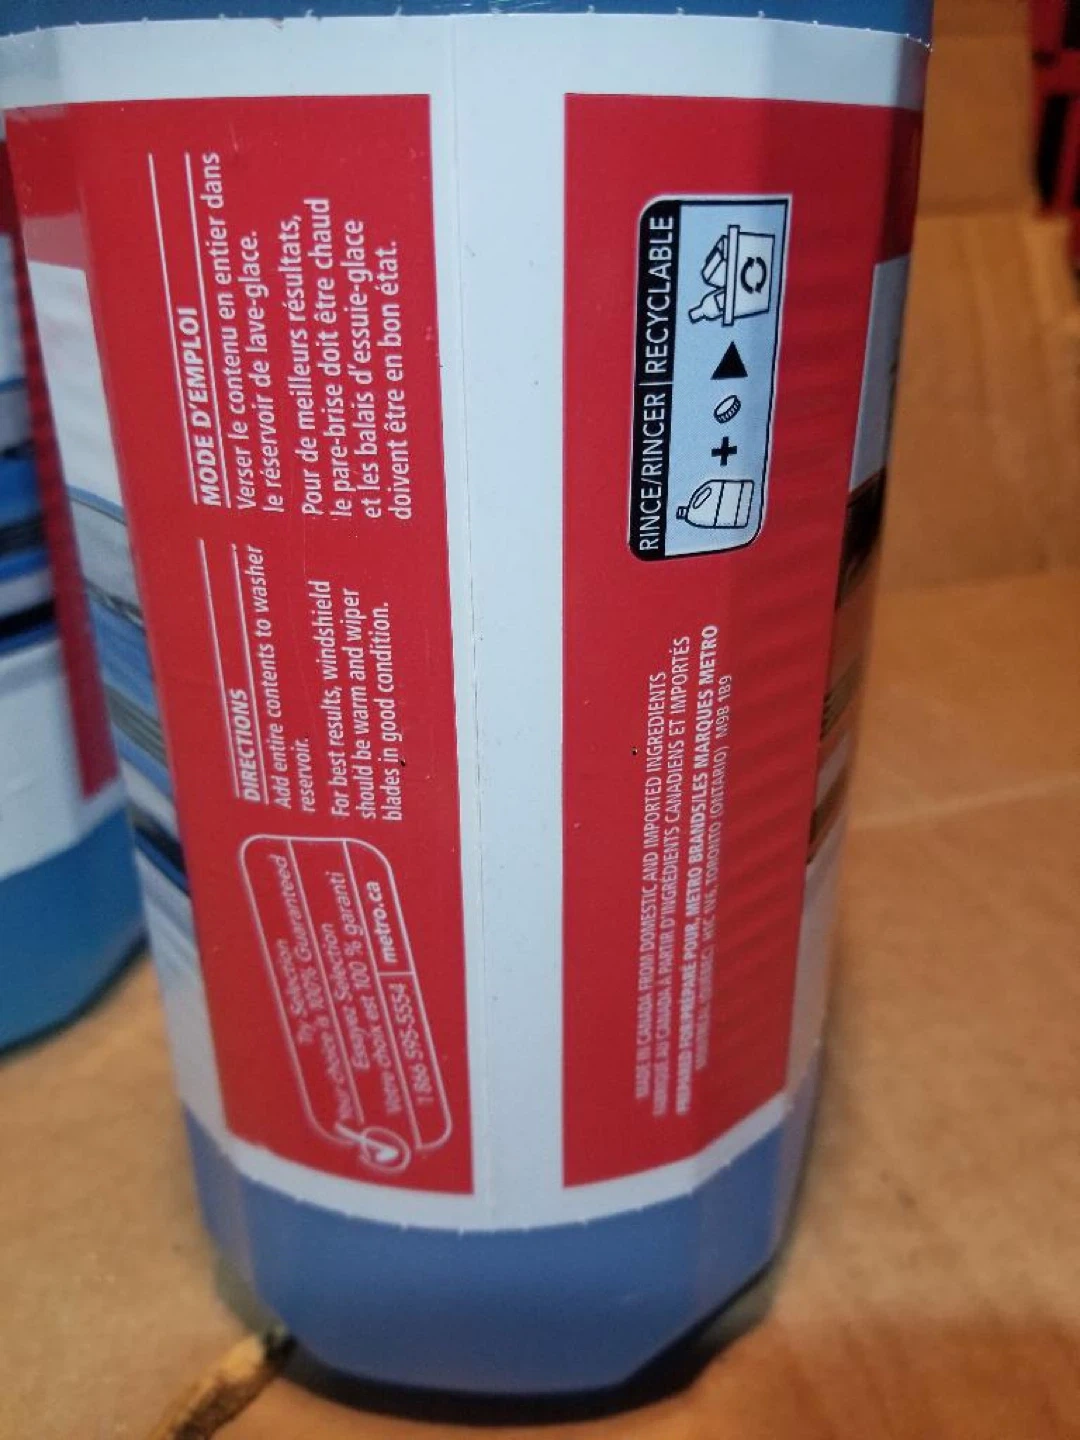 MODE D'EMPLOI
Verser le contenu en entier dans
le réservoir de lave-glace.
Pour de meilleurs résultats,
le pare-brise doit être chaud
et les balais d'essuie-glace
doivent être en bon état.
DIRECTIONS
Add entire contents to washer
reservoir.
For best results, windshield
should be warm and wiper
blades in good condition.
Try Selection
Your choice is 100% Guaranteed
Essayez Selection
Votre choix est 100 % garanti
1 866 595-5554 | metro.ca
RINCE/RINCER | RECYCLABLE
MADE IN CANADA FROM DOMESTIC AND IMPORTED INGREDIENTS
FABRIQUÉ AU CANADA À PARTIR D'INGRÉDIENTS CANADIENS ET IMPORTÉS
PREPARED FOR/PRÉPARÉ POUR, METRO BRANDS/LES MARQUES METRO
MONTRÉAL (QUÉBEC) H1C 1V6, TORONTO (ONTARIO) M9B 1B9